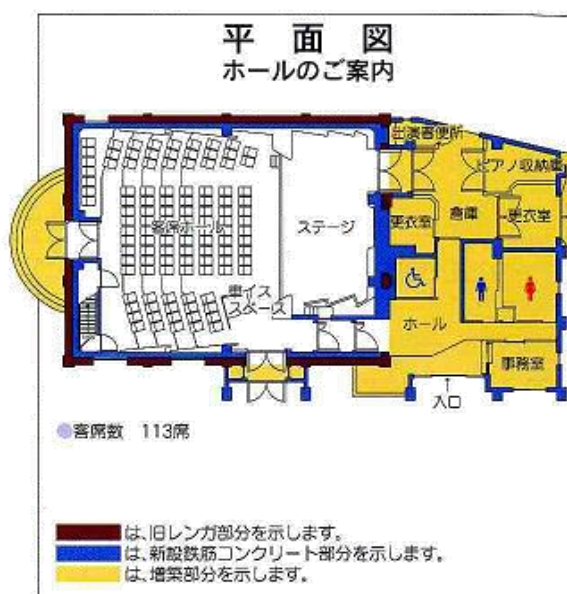 平面図
ホールのご案内
出演者便所
ピアノ収納庫
更衣室
倉庫
更衣室
客席ホール
ステージ
車イス
スペース
ホール
事務室
入口
客席数 113席
は、旧レンガ部分を示します。
は、新設鉄筋コンクリート部分を示します。
は、増築部分を示します。